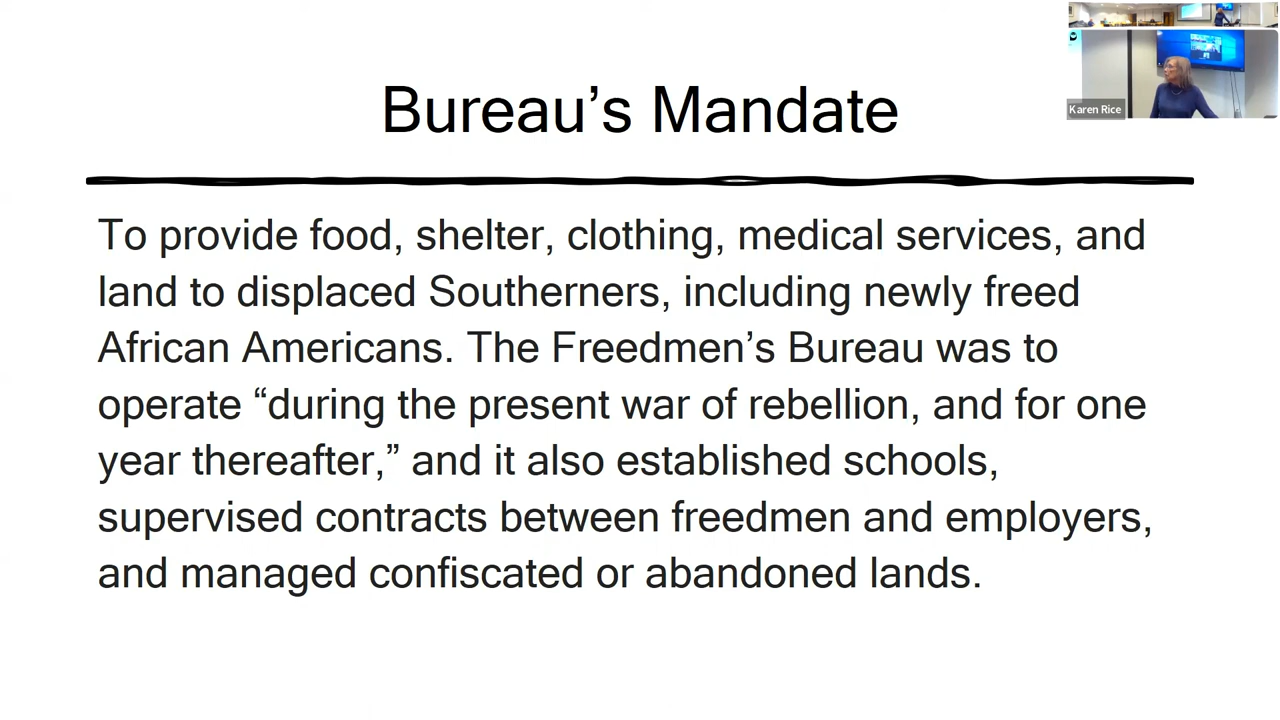 Bureau’s Mandate
Karen Rice
To provide food, shelter, clothing, medical services, and
land to displaced Southerners, including newly freed
African Americans. The Freedmen’s Bureau was to
operate “during the present war of rebellion, and for one
year thereafter,” and it also established schools,
supervised contracts between freedmen and employers,
and managed confiscated or abandoned lands.